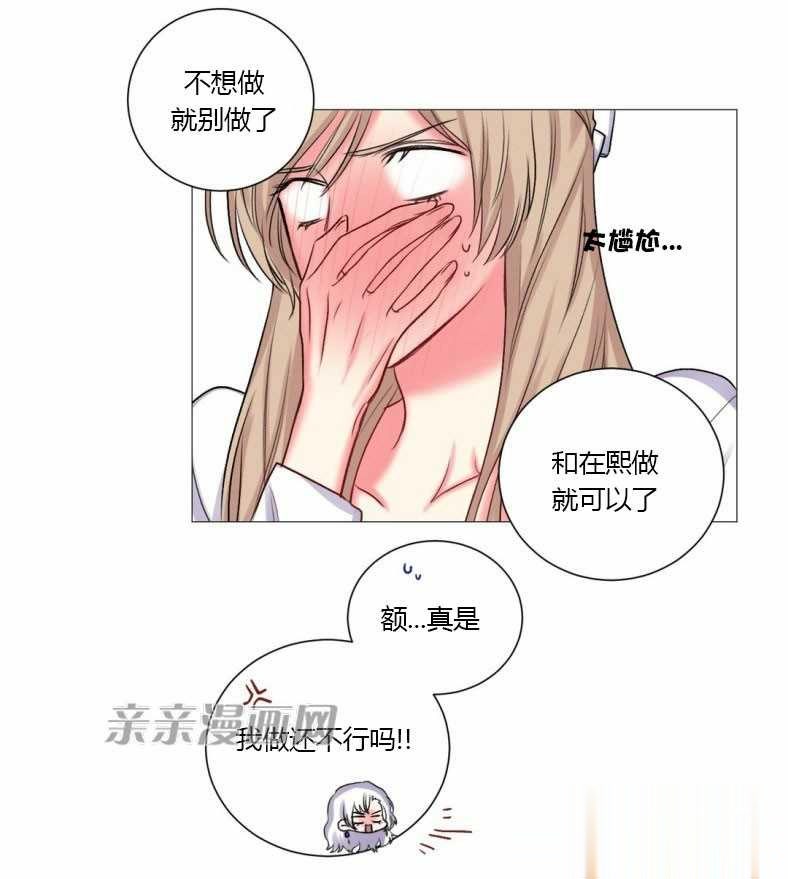 不想做
就别做了
太尴尬...
和在熙做
就可以了
额...真是
亲亲漫画网
我做还不行吗!!